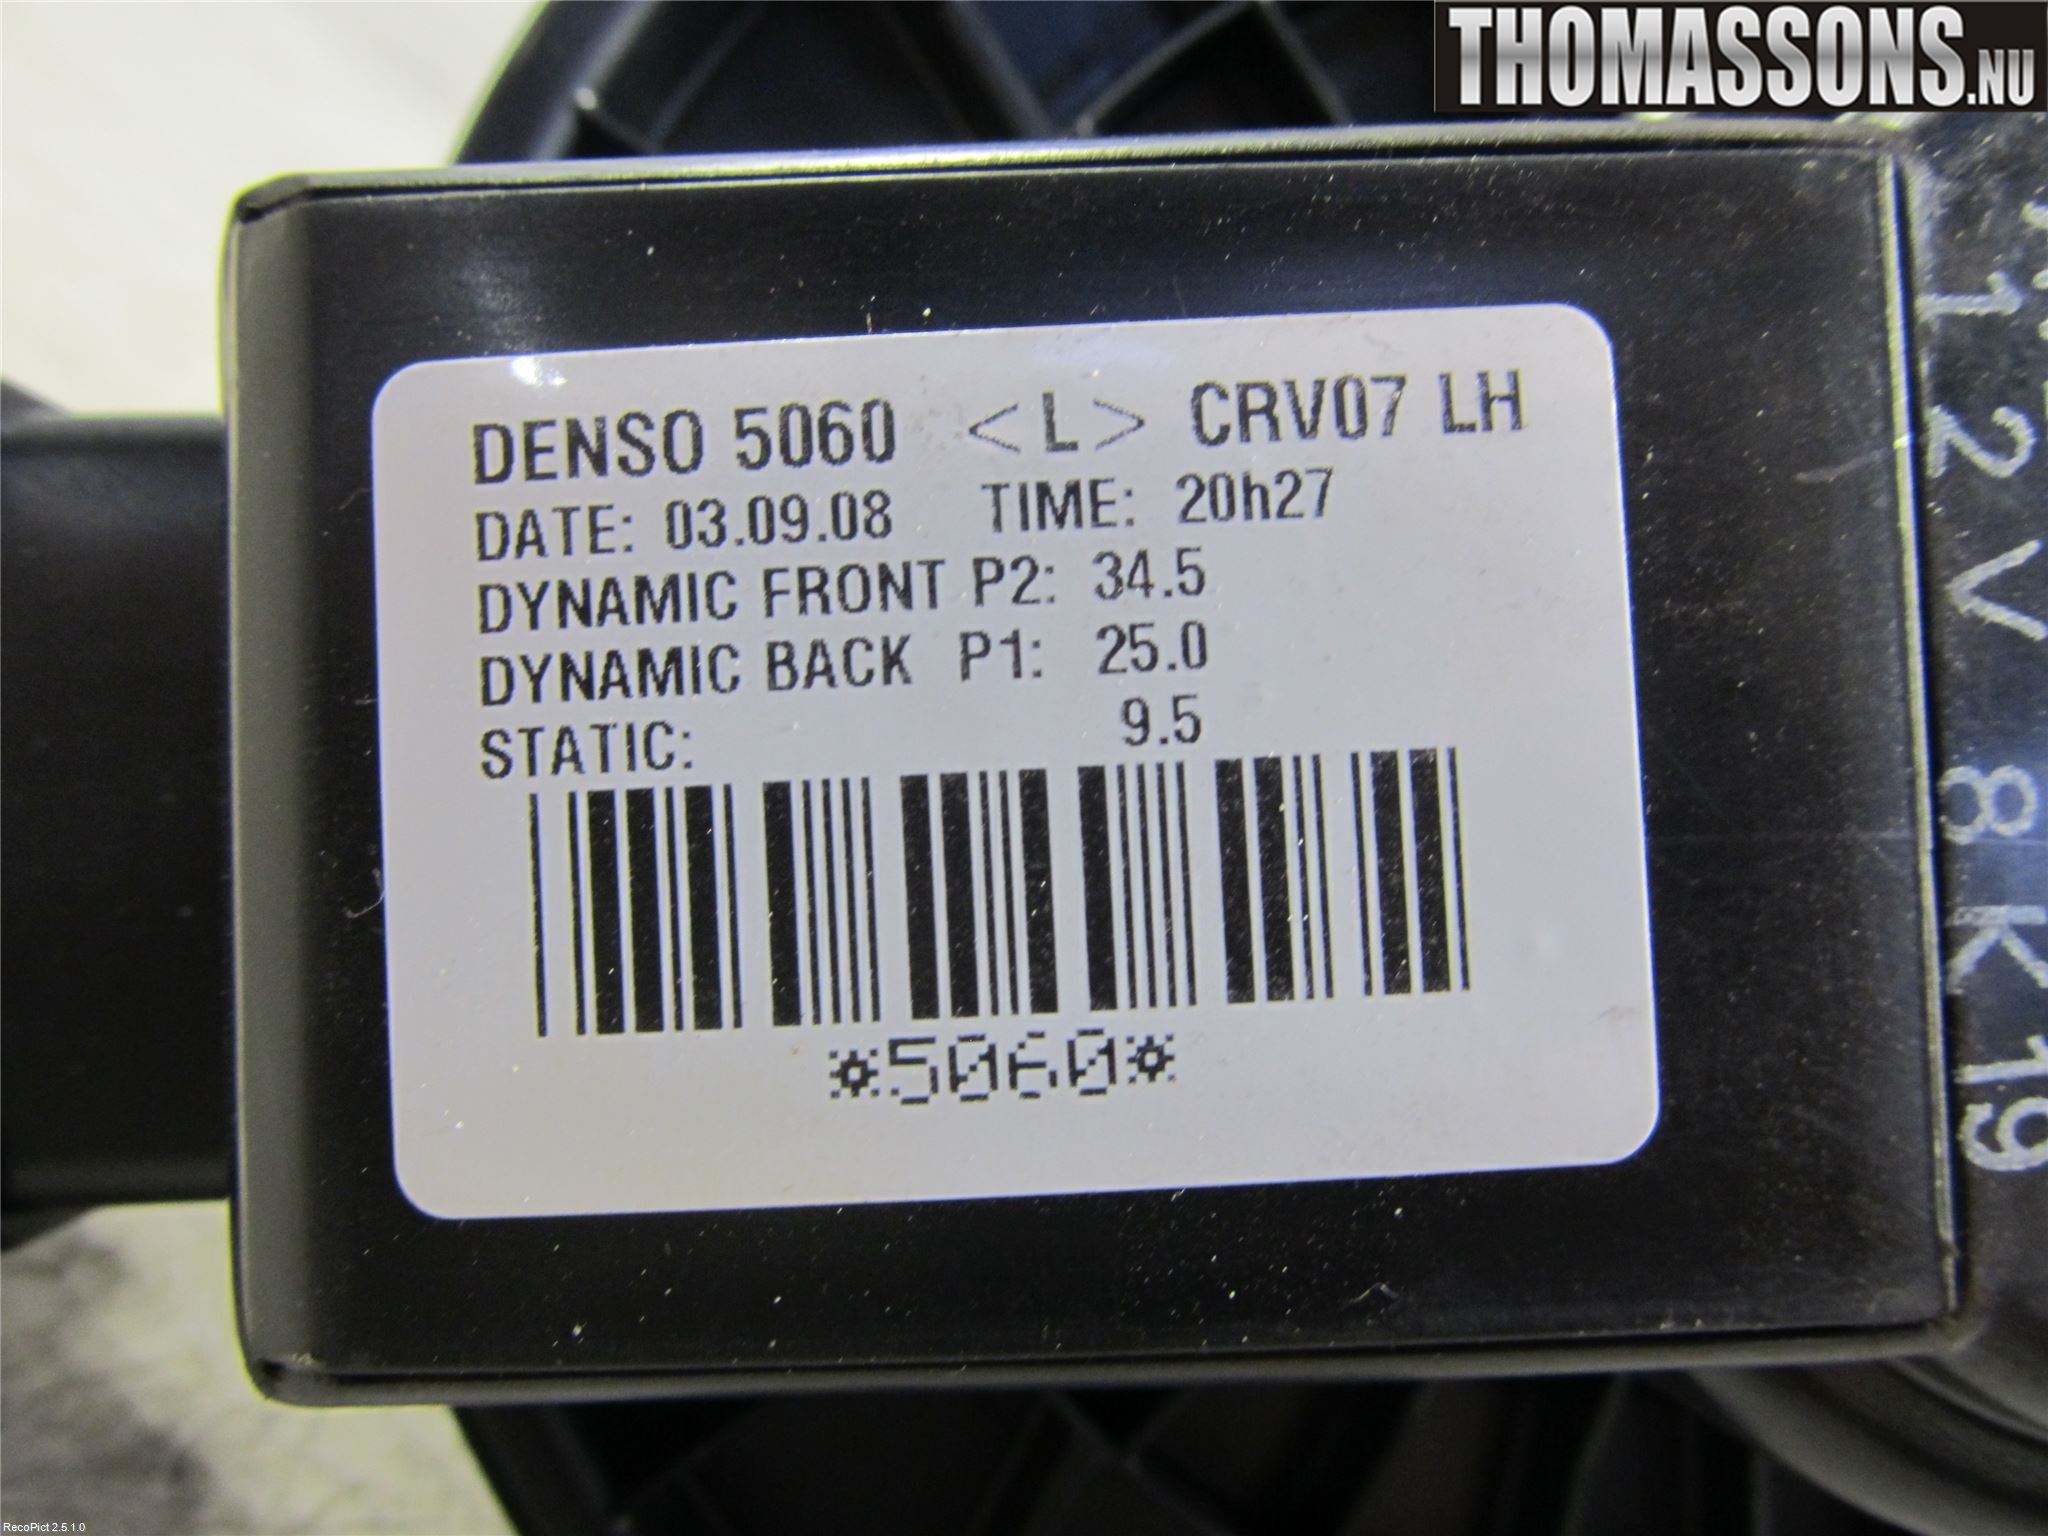 THOMASSONS.NU
DENSO 5060 <L> CRV07 LH
DATE: 03.09.08 TIME: 20h27
DYNAMIC FRONT P2: 34.5
DYNAMIC BACK P1: 25.0
STATIC: 9.5
*5060*
12V 8K19
RecoPict 2.5.1.0